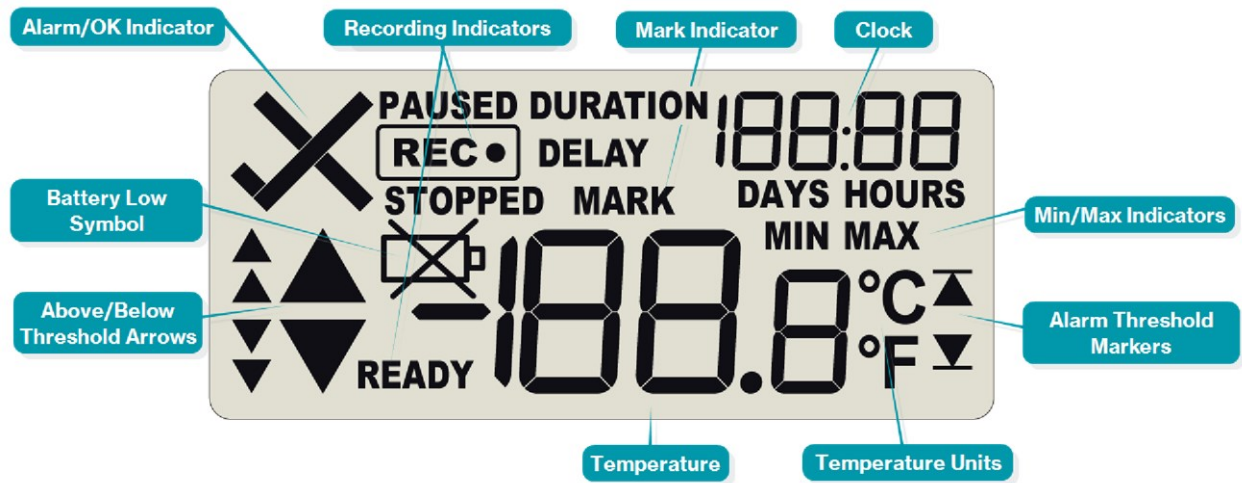 Alarm/OK Indicator
Recording Indicators
Mark Indicator
Clock
PAUSED DURATION
188:88
REC
DELAY
STOPPED MARK
DAYS HOURS
Battery Low
Symbol
MIN MAX
Min/Max Indicators
-188.8
°C
°F
Above/Below
Threshold Arrows
Alarm Threshold
Markers
READY
Temperature
Temperature Units